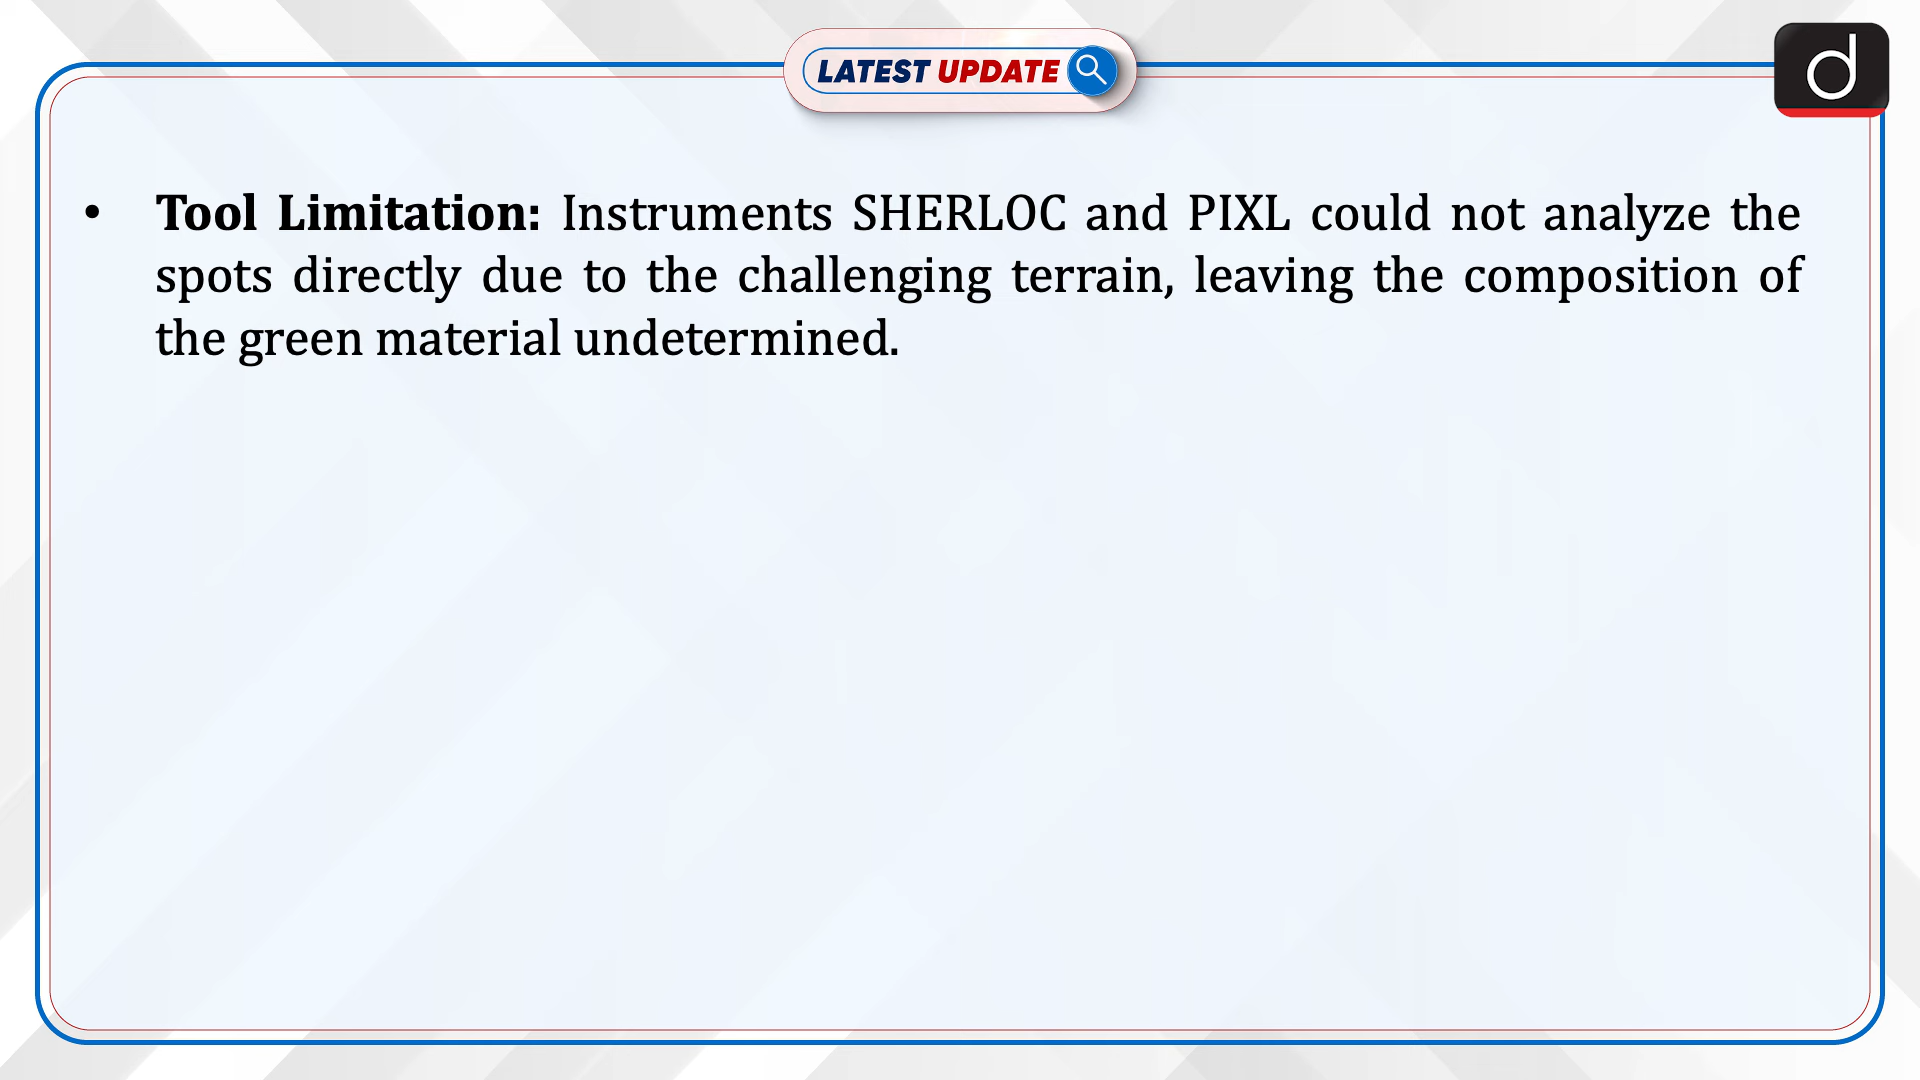 LATEST UPDATE
d
• Tool Limitation: Instruments SHERLOC and PIXL could not analyze the
spots directly due to the challenging terrain, leaving the composition of
the green material undetermined.